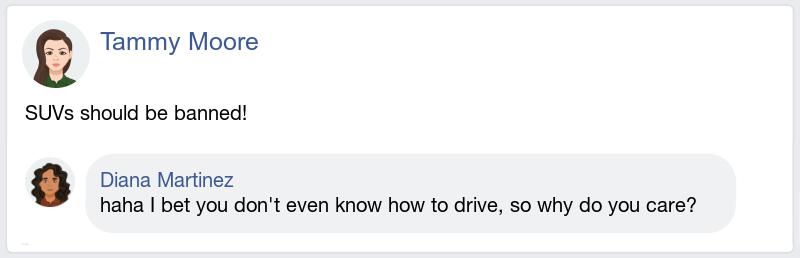 Tammy Moore
SUVs should be banned!
Diana Martinez
haha I bet you don't even know how to drive, so why do you care?